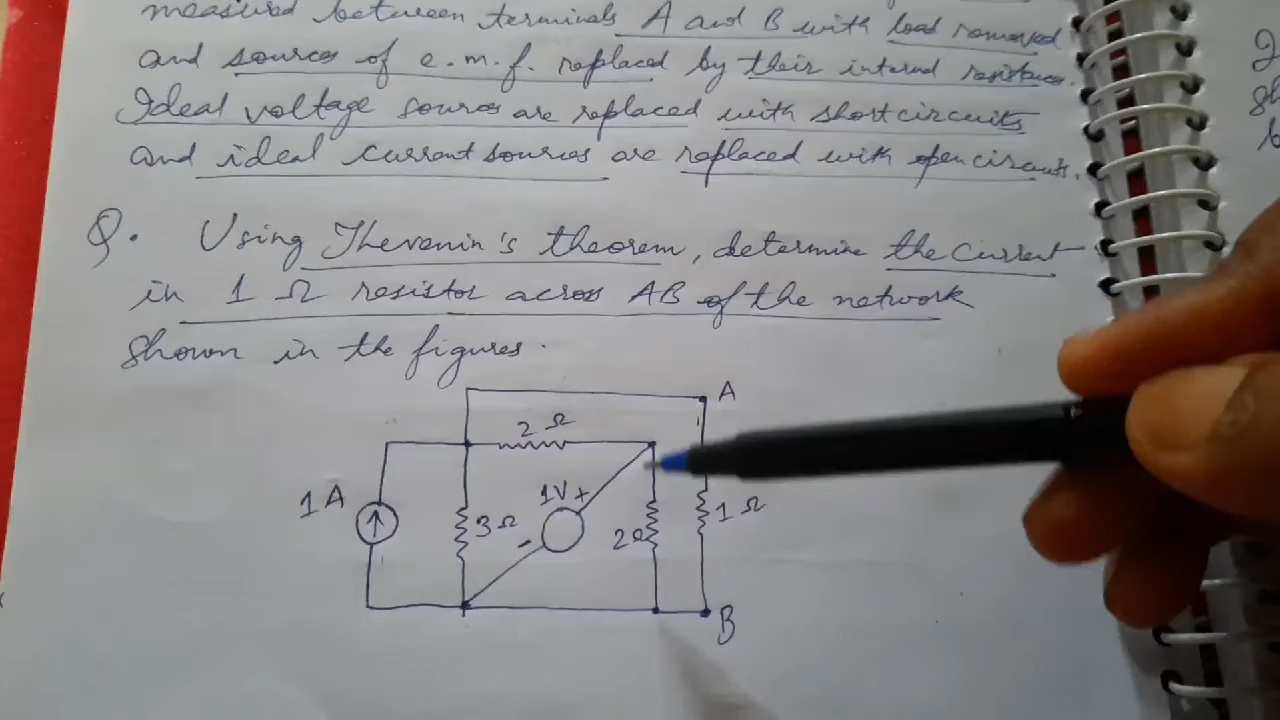 measured between terminals A and B with load removed
and sources of e.m.f. replaced by their internal resistances.
Ideal voltage sources are replaced with short circuits
and ideal current sources are replaced with open circuits.
Q. Using Thevenin's theorem, determine the current
in 1 Ω resistor across AB of the network
shown in the figures.
A
2 Ω
1 A
1V +
3 Ω
-
2Ω
1 Ω
B